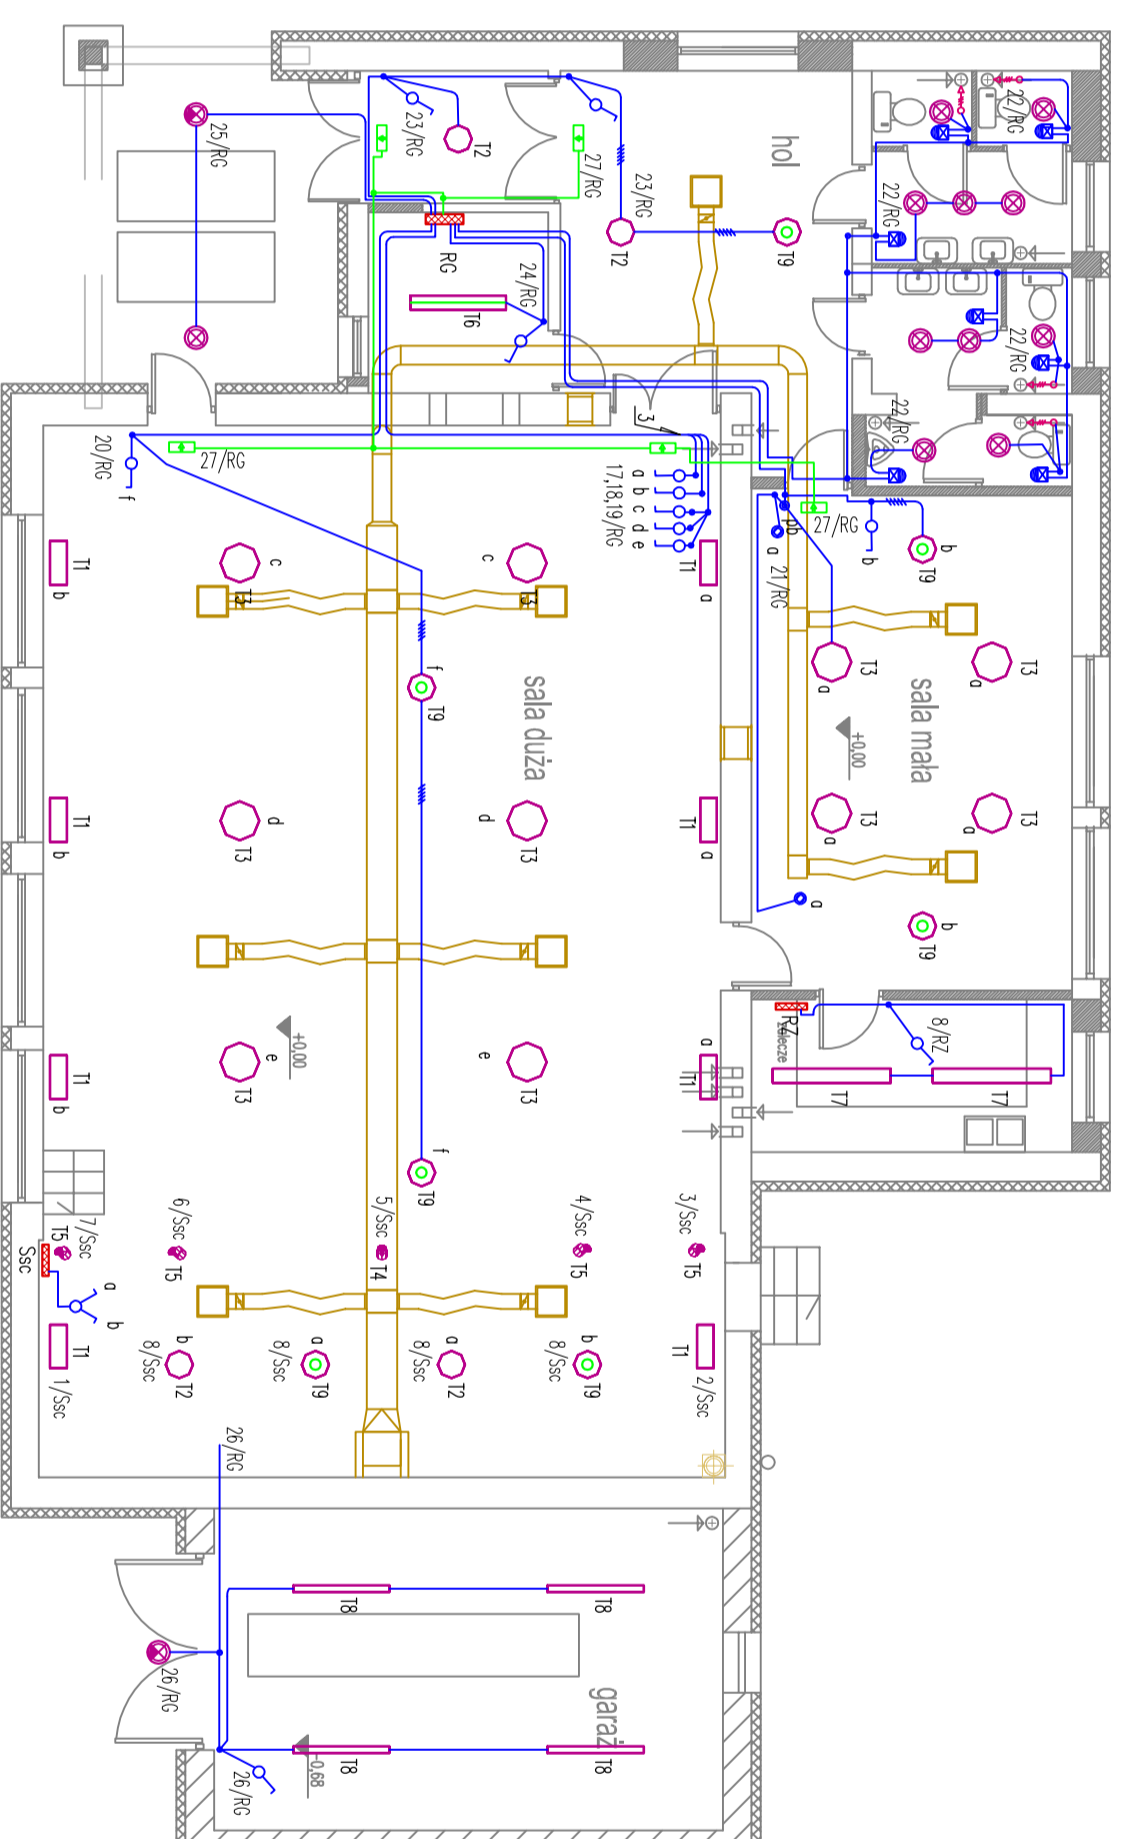 25/RG
23/RG
T2
27/RG
23/RG
T2
hol
T9
22/RG
22/RG
22/RG
22/RG
RG
24/RG
T6
20/RG
f
27/RG
3
a b c d e
17,18,19/RG
27/RG
pb
a
21/RG
b
b
T9
T1
b
c
T3
c
T3
T1
a
f
T9
sala duża
T3
a
T3
a
sala mała
+0,00
T3
a
T3
a
b
T9
a
T1
b
d
T3
d
T3
T1
a
T1
b
e
T3
e
T3
a
T1
+0,00
f
T9
RZ
zalecze
8/RZ
T7
T7
7/Ssc
T5
6/Ssc
T5
5/Ssc
T4
4/Ssc
T5
3/Ssc
T5
Ssc
a
b
T1
1/Ssc
b
T2
8/Ssc
a
T9
8/Ssc
a
T2
8/Ssc
b
T9
8/Ssc
T1
2/Ssc
26/RG
26/RG
26/RG
T8
T8
T8
T8
garaż
-0,68